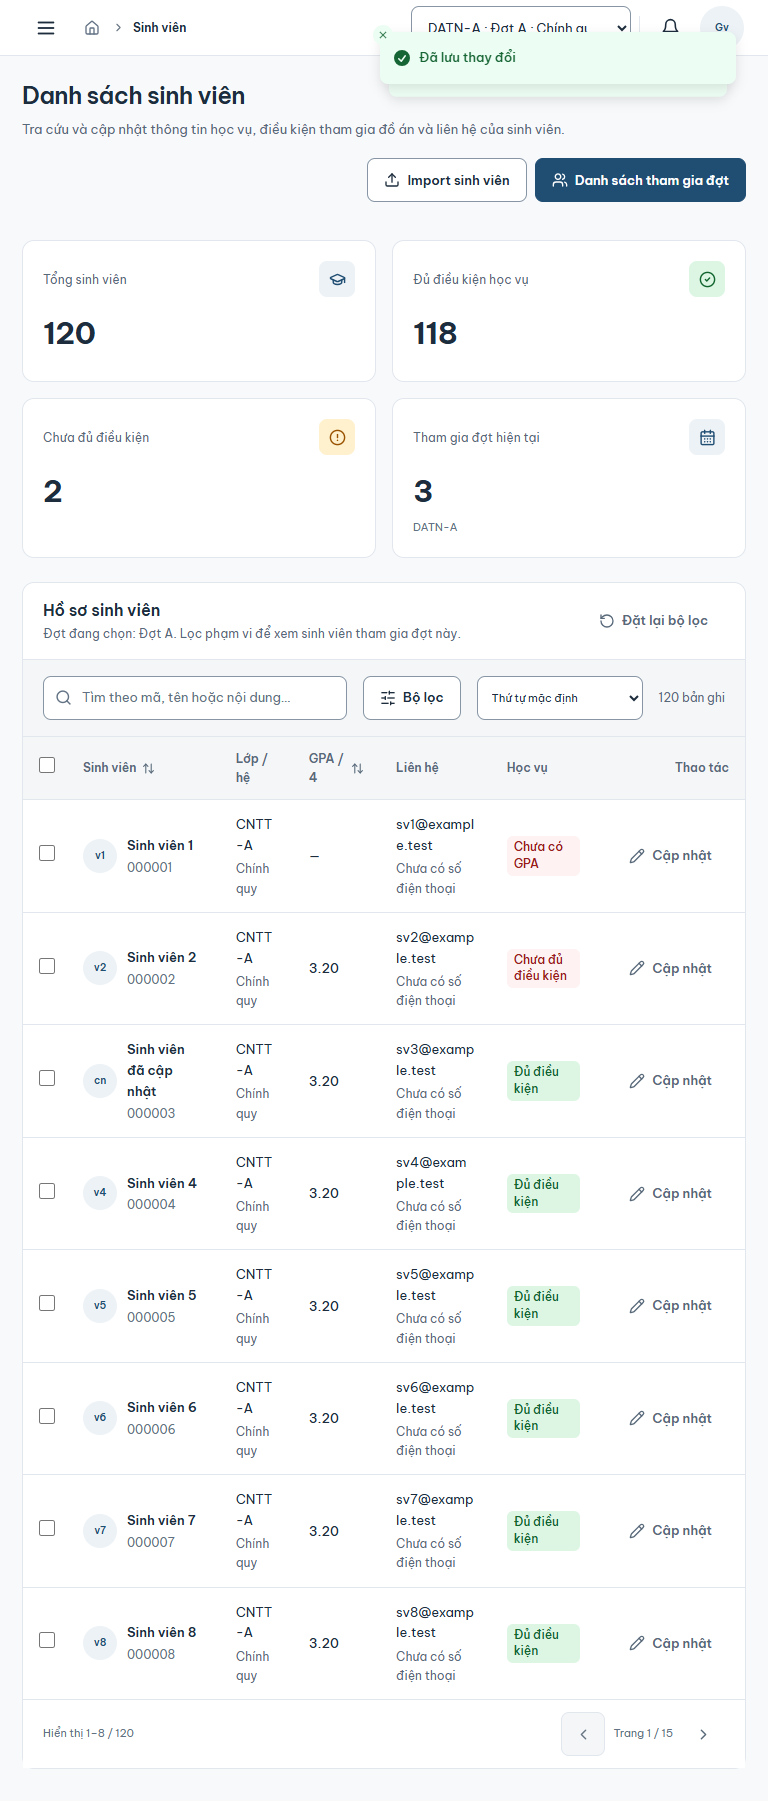 Sinh viên
DATN-A · Đợt A · Chính qu
Gv
Đã lưu thay đổi
Danh sách sinh viên
Tra cứu và cập nhật thông tin học vụ, điều kiện tham gia đồ án và liên hệ của sinh viên.
Import sinh viên
Danh sách tham gia đợt
Tổng sinh viên
120
Đủ điều kiện học vụ
118
Chưa đủ điều kiện
2
Tham gia đợt hiện tại
3
DATN-A
Hồ sơ sinh viên
Đợt đang chọn: Đợt A. Lọc phạm vi để xem sinh viên tham gia đợt này.
Đặt lại bộ lọc
Tìm theo mã, tên hoặc nội dung...
Bộ lọc
Thứ tự mặc định
120 bản ghi
Sinh viên
Lớp /
hệ
GPA /
4
Liên hệ
Học vụ
Thao tác
v1
Sinh viên 1
000001
CNTT
-A
Chính
quy
—
sv1@exampl
e.test
Chưa có số
điện thoại
Chưa có
GPA
Cập nhật
v2
Sinh viên 2
000002
CNTT
-A
Chính
quy
3.20
sv2@examp
le.test
Chưa có số
điện thoại
Chưa đủ
điều kiện
Cập nhật
cn
Sinh viên
đã cập
nhật
000003
CNTT
-A
Chính
quy
3.20
sv3@examp
le.test
Chưa có số
điện thoại
Đủ điều
kiện
Cập nhật
v4
Sinh viên 4
000004
CNTT
-A
Chính
quy
3.20
sv4@exam
ple.test
Chưa có số
điện thoại
Đủ điều
kiện
Cập nhật
v5
Sinh viên 5
000005
CNTT
-A
Chính
quy
3.20
sv5@examp
le.test
Chưa có số
điện thoại
Đủ điều
kiện
Cập nhật
v6
Sinh viên 6
000006
CNTT
-A
Chính
quy
3.20
sv6@examp
le.test
Chưa có số
điện thoại
Đủ điều
kiện
Cập nhật
v7
Sinh viên 7
000007
CNTT
-A
Chính
quy
3.20
sv7@examp
le.test
Chưa có số
điện thoại
Đủ điều
kiện
Cập nhật
v8
Sinh viên 8
000008
CNTT
-A
Chính
quy
3.20
sv8@examp
le.test
Chưa có số
điện thoại
Đủ điều
kiện
Cập nhật
Hiển thị 1–8 / 120
Trang 1 / 15